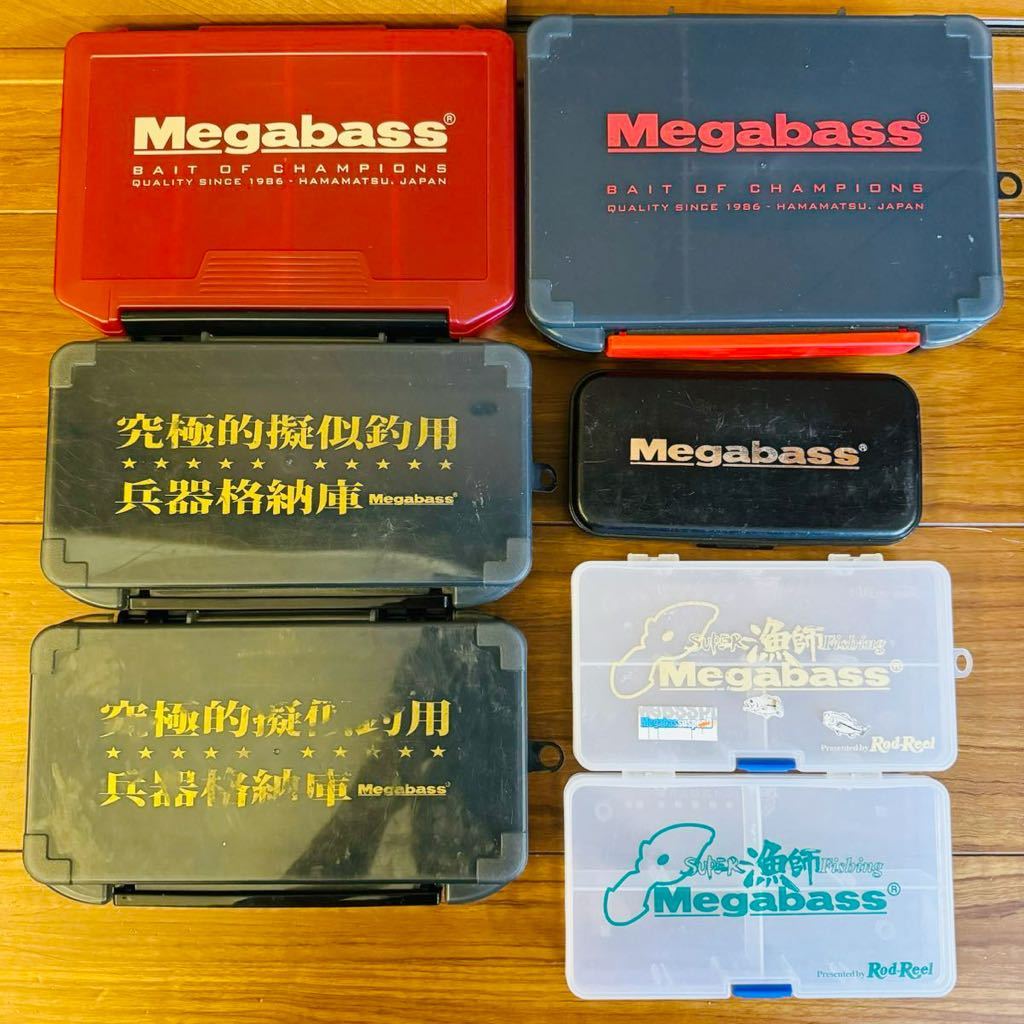 Megabass®
BAIT OF CHAMPIONS
QUALITY SINCE 1986 - HAMAMATSU. JAPAN
Megabass®
BAIT OF CHAMPIONS
QUALITY SINCE 1986 - HAMAMATSU. JAPAN
究極的擬似釣用
★★★★★ ★★★★★
兵器格納庫 Megabass®
Megabass®
究極的擬似釣用
★★★★★ ★★★★★
兵器格納庫 Megabass®
SUPER 漁師 Fishing
Megabass®
Presented by Rod-Reel
SUPER 漁師 Fishing
Megabass®
Presented by Rod-Reel